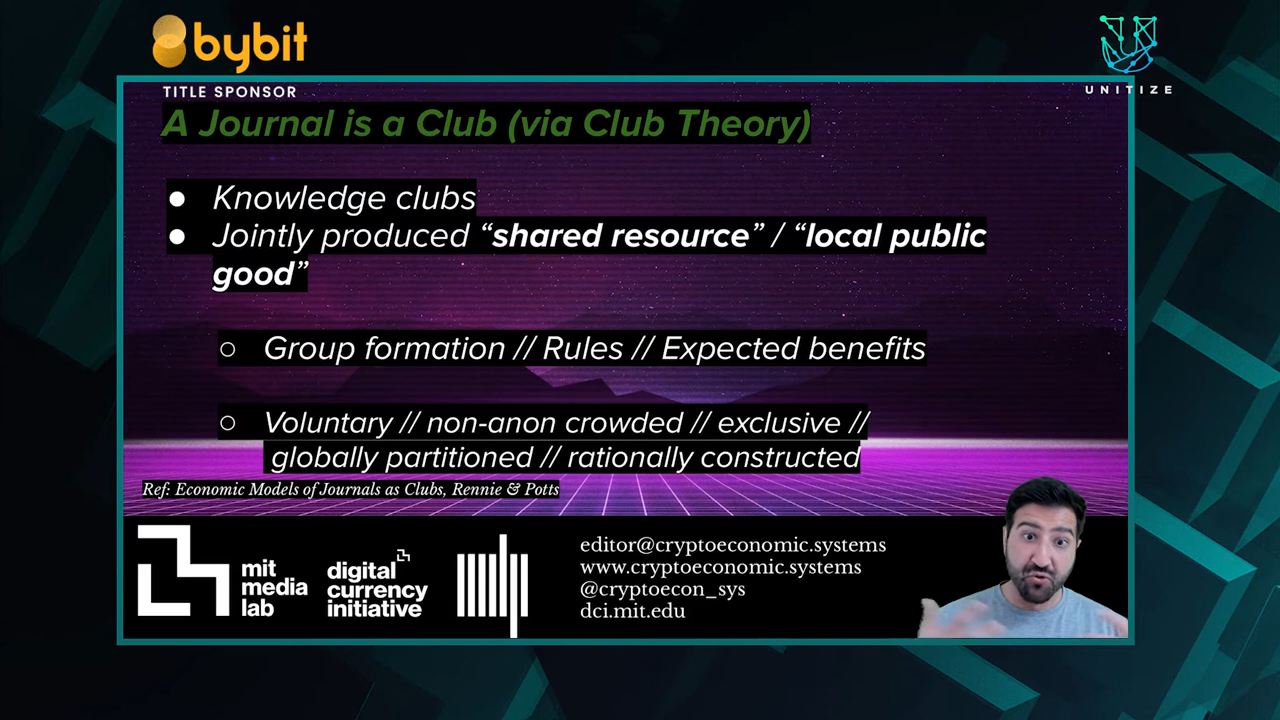 bybit
TITLE SPONSOR
UNITIZE
A Journal is a Club (via Club Theory)
● Knowledge clubs
● Jointly produced “shared resource” / “local public
good”
○ Group formation // Rules // Expected benefits
○ Voluntary // non-anon crowded // exclusive //
globally partitioned // rationally constructed
Ref: Economic Models of Journals as Clubs, Rennie & Potts
mit
media
lab
digital
currency
initiative
editor@cryptoeconomic.systems
www.cryptoeconomic.systems
@cryptoecon_sys
dci.mit.edu